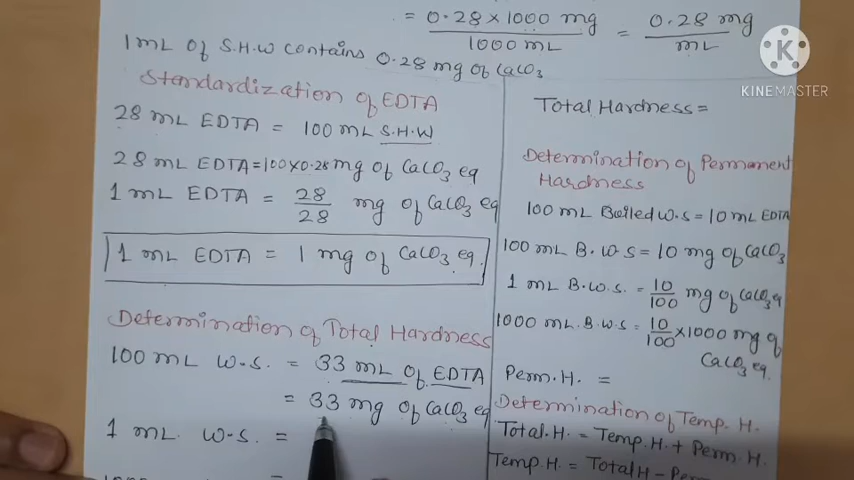 = 0.28×1000 mg / 1000 mL = 0.28 mg / mL
1mL OF S.H.W contains 0.28 mg of CaCO3
Standardization of EDTA
28 mL EDTA = 100 mL S.H.W
28 mL EDTA=100×0.28 mg of CaCO3 eq
1 mL EDTA = 28/28 mg of CaCO3 eq
1 mL EDTA = 1 mg of CaCO3 eq.
Determination of Total Hardness
100 mL W.S. = 33 mL of EDTA
= 33 mg of CaCO3 eq
1 mL. W.S. =
=
K
KINEMASTER
Total Hardness =
Determination of Permanent
Hardness
100 mL Boiled W.S = 10 mL EDTA
100 mL B.W.S = 10 mg of CaCO3
1 mL B.W.S. = 10/100 mg of CaCO3 eq
1000 mL. B.W.S = 10/100 ×1000 mg of
CaCO3 eq.
Perm.H. =
Determination of Temp. H.
Total.H. = Temp.H. + Perm.H.
Temp.H. = Total H -